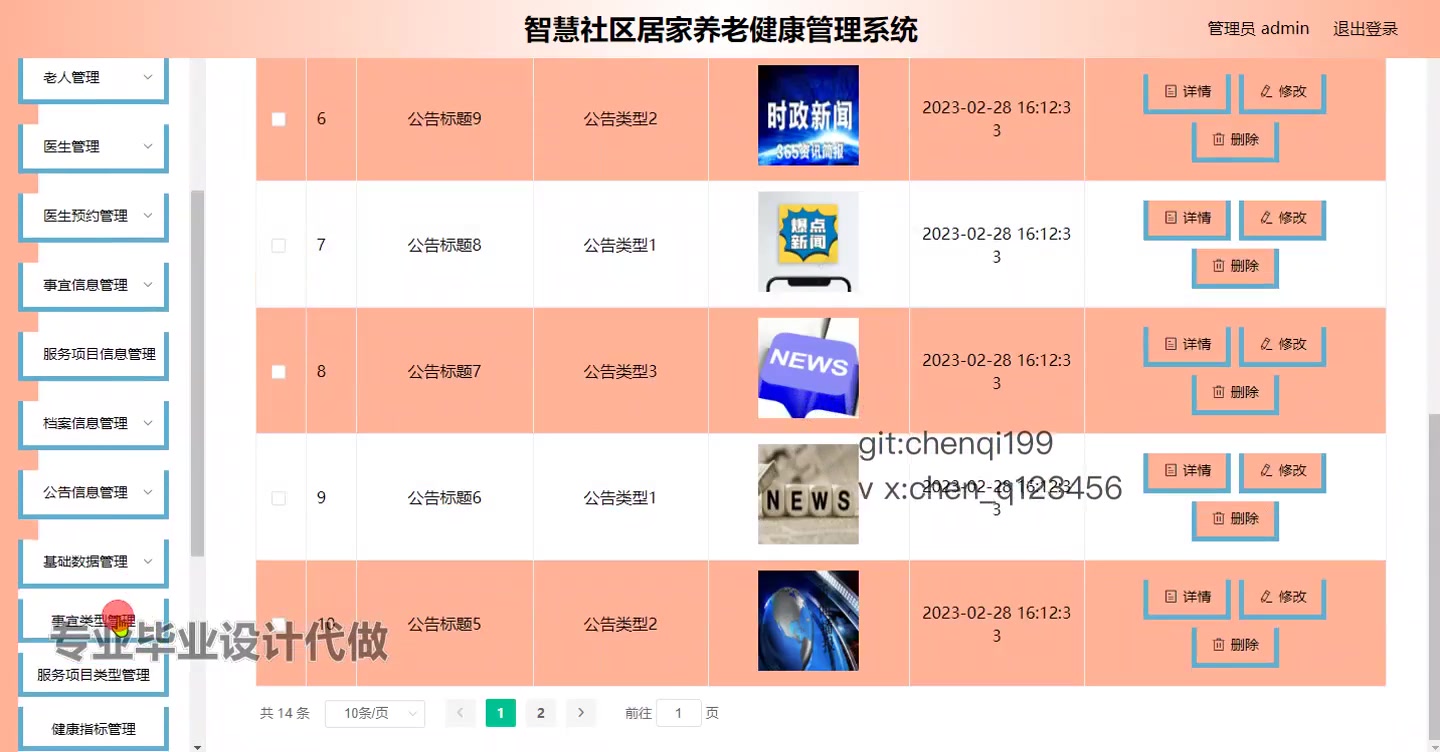 智慧社区居家养老健康管理系统
管理员 admin 退出登录
老人管理
医生管理
医生预约管理
事宜信息管理
服务项目信息管理
档案信息管理
公告信息管理
基础数据管理
事宜类型管理
服务项目类型管理
健康指标管理
6 公告标题9 公告类型2 时政新闻 365资讯简报 2023-02-28 16:12:3
3
详情 修改
删除
7 公告标题8 公告类型1 爆点
新闻
2023-02-28 16:12:3
3
详情 修改
删除
8 公告标题7 公告类型3 NEWS 2023-02-28 16:12:3
3
详情 修改
删除
9 公告标题6 公告类型1 NEWS 2023-02-28 16:12:3
3
详情 修改
删除
git:chenqi199
v x:chen_q123456
10 公告标题5 公告类型2 2023-02-28 16:12:3
3
详情 修改
删除
专业毕业设计代做
共 14 条 10条/页 1 2 前往 1 页